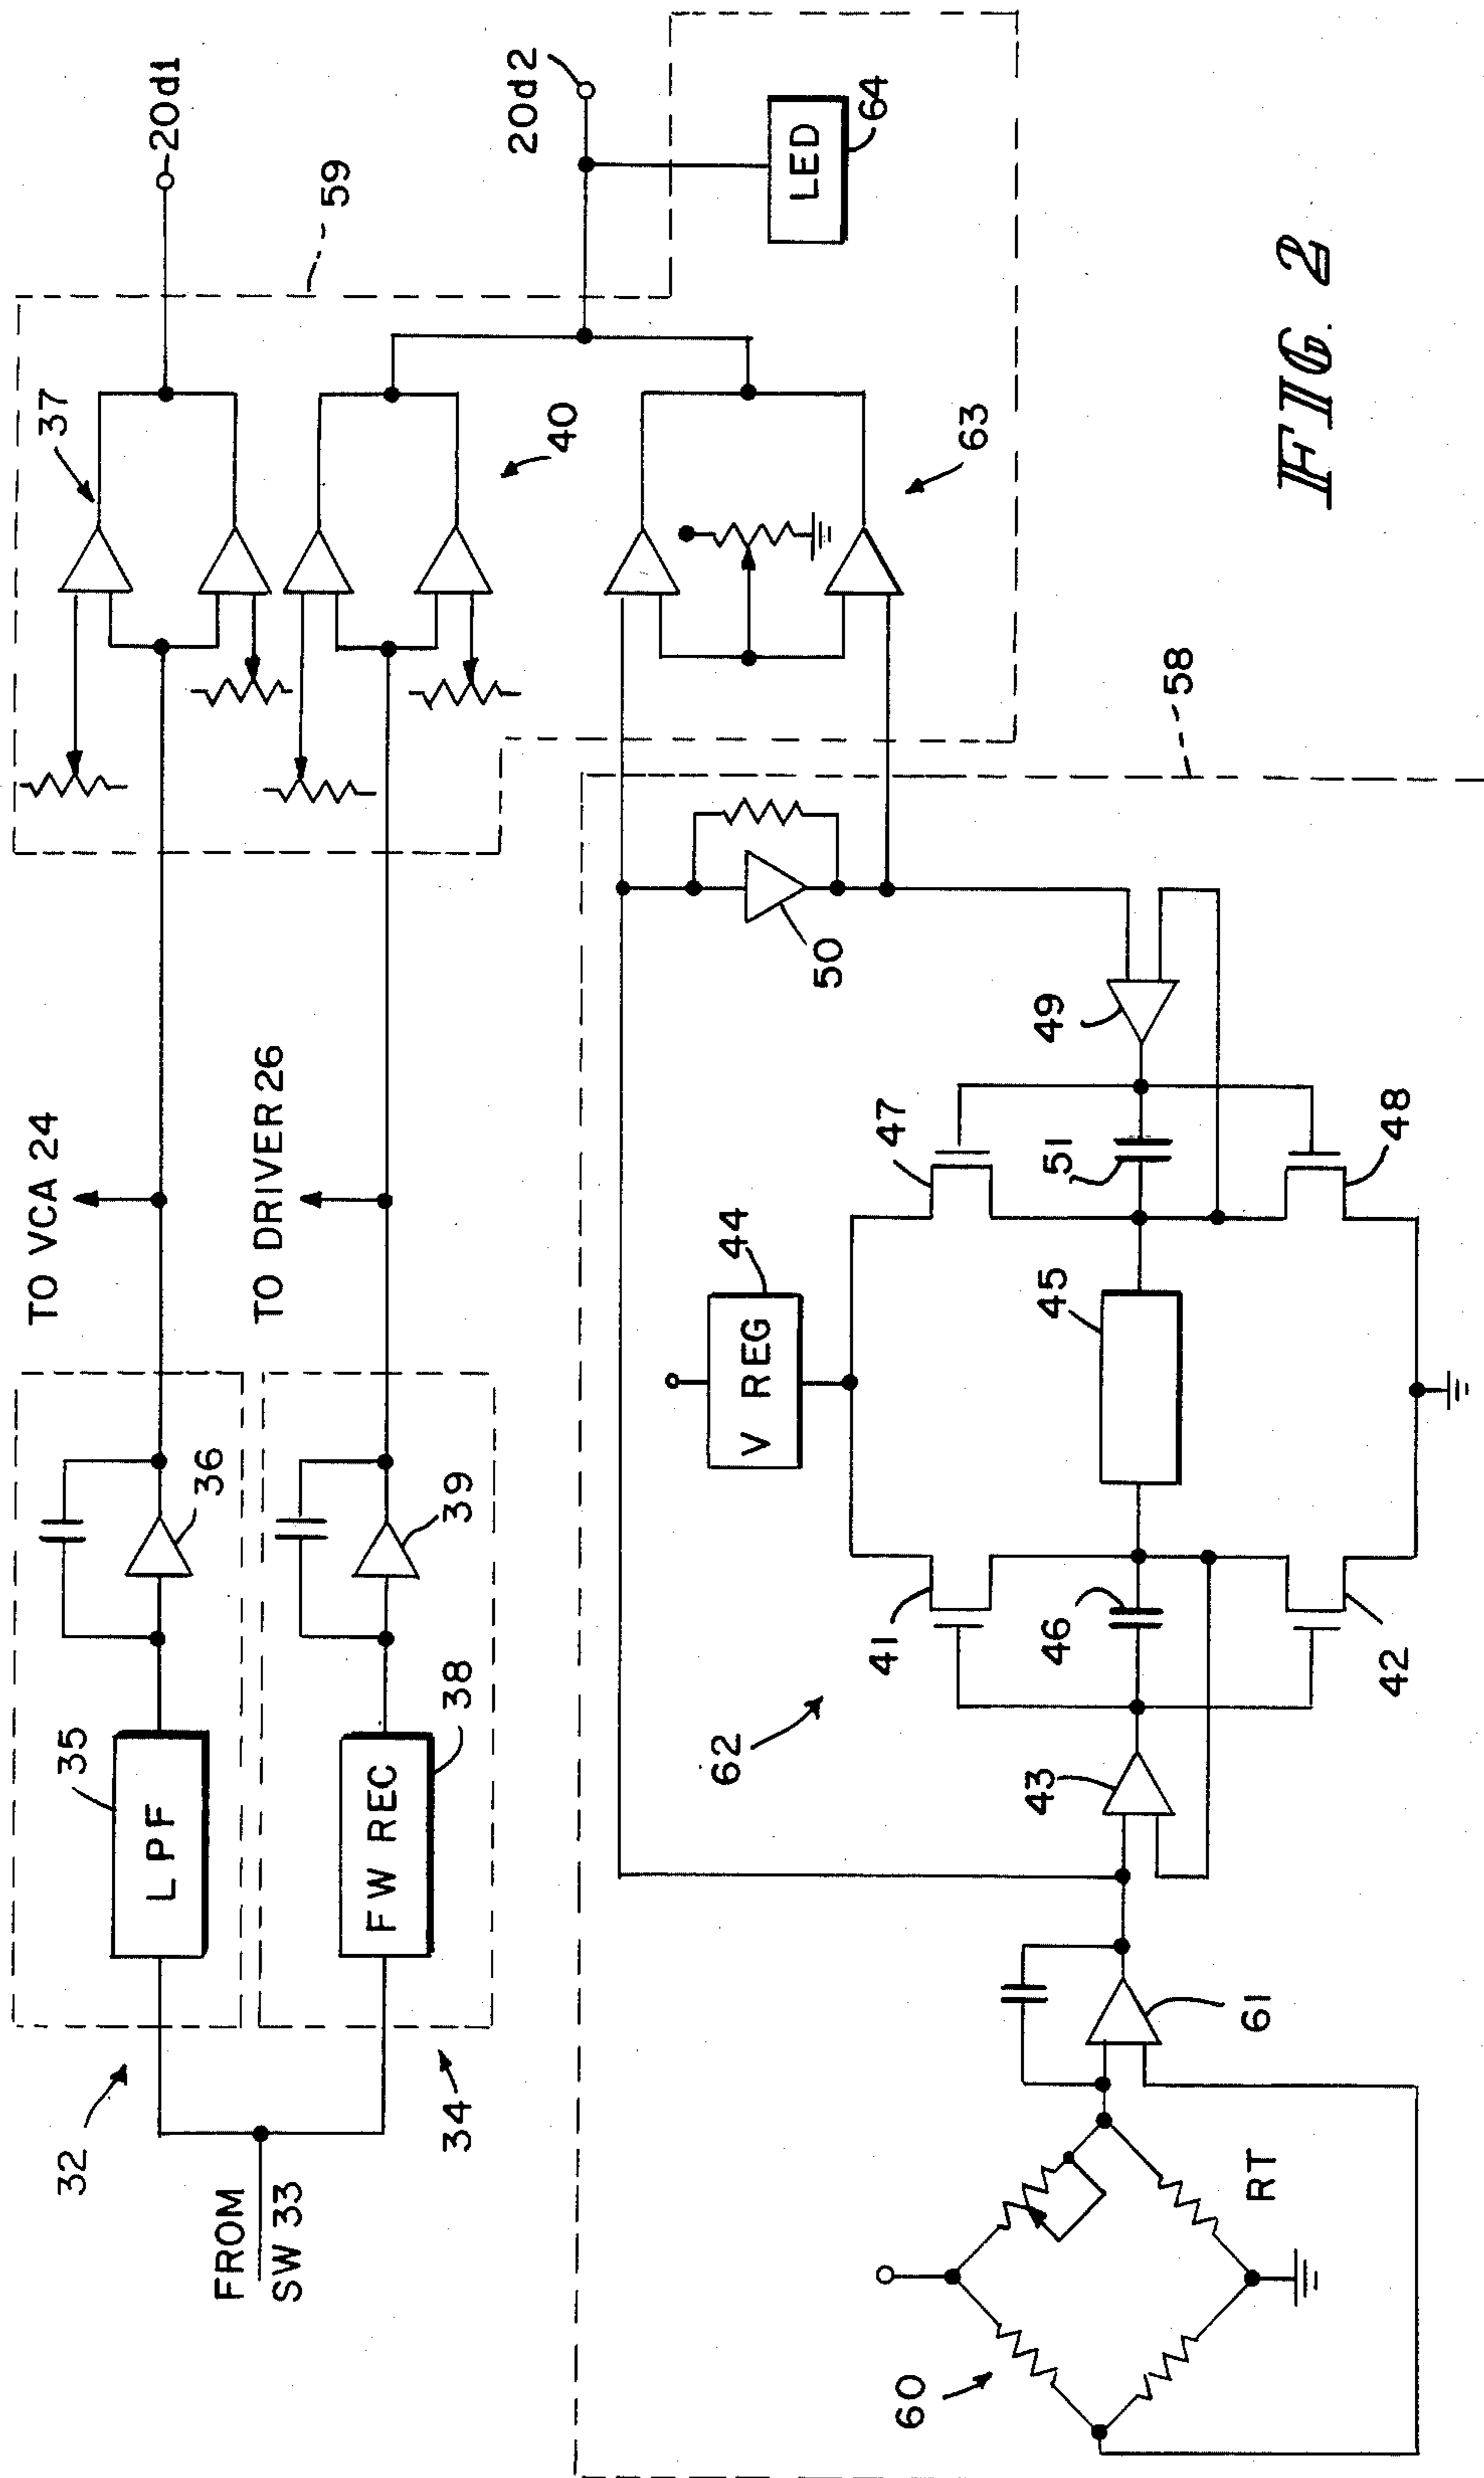 TO VCA 24
37
20d1
59
35
LPF
36
32
TO DRIVER 26
FROM
SW 33
FW REC
38
39
34
40
20d2
LED
64
63
44
V REG
50
58
62
41
47
43
46
45
51
49
42
48
60
RT
61
FIG. 2